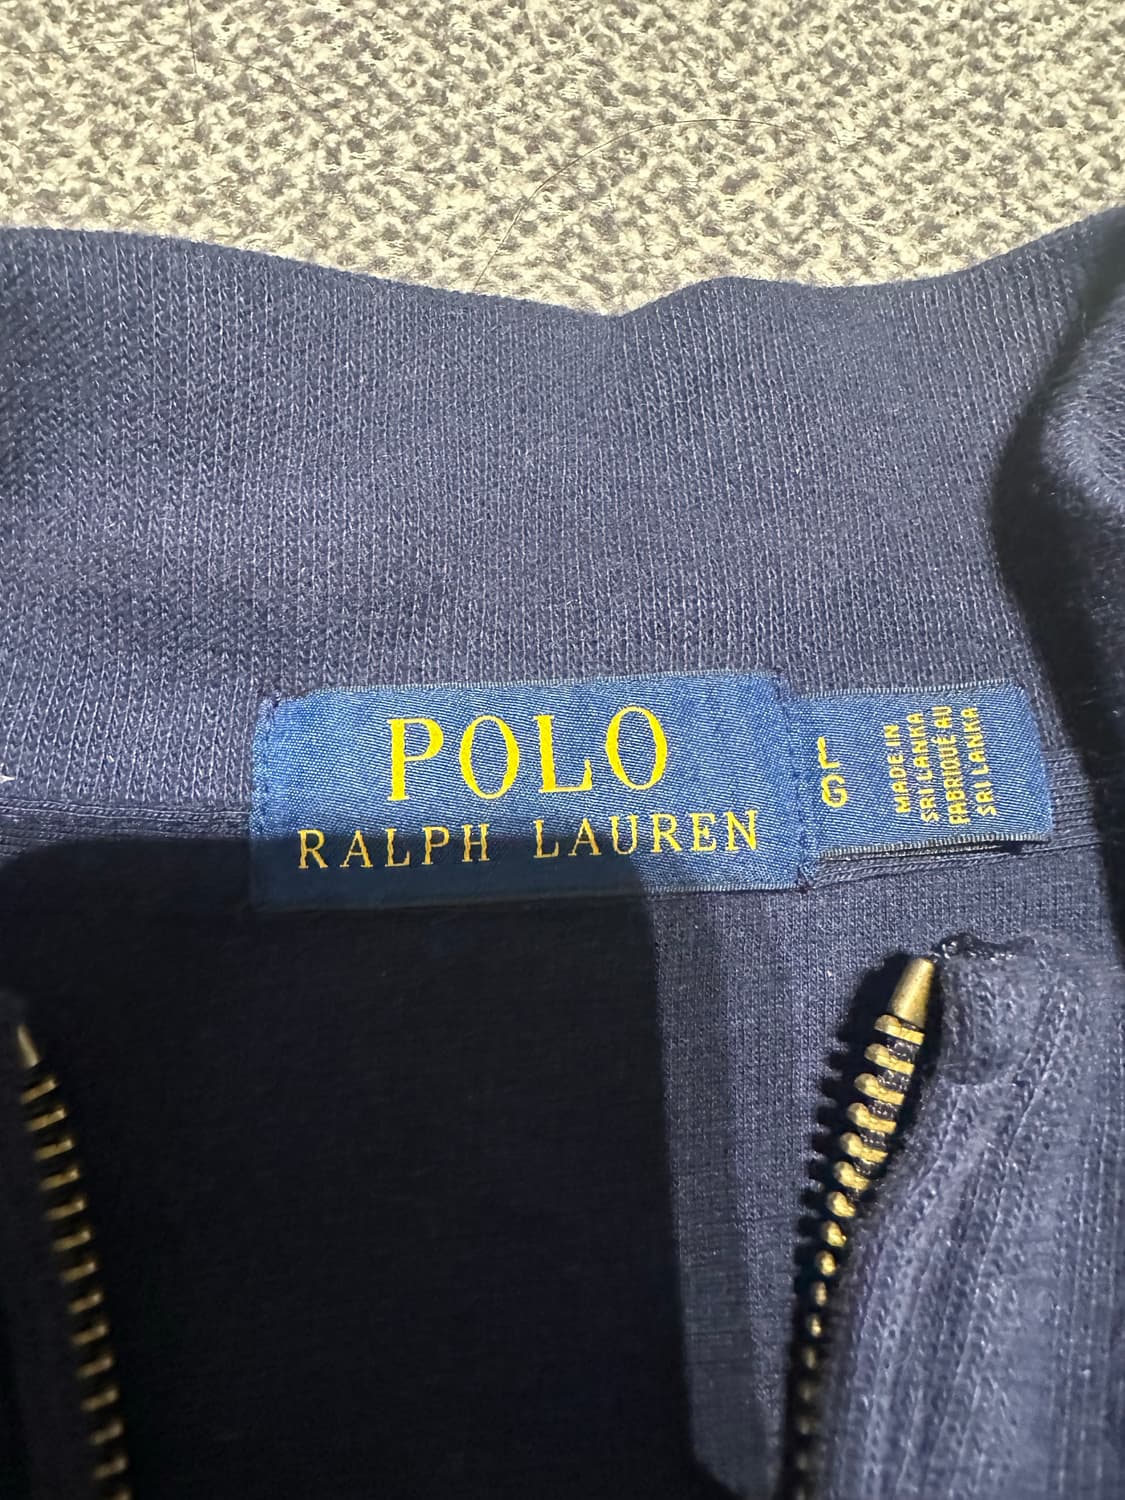 POLO
RALPH LAUREN
L
G
MADE IN
SRI LANKA
FABRIQUÉ AU
SRI LANKA